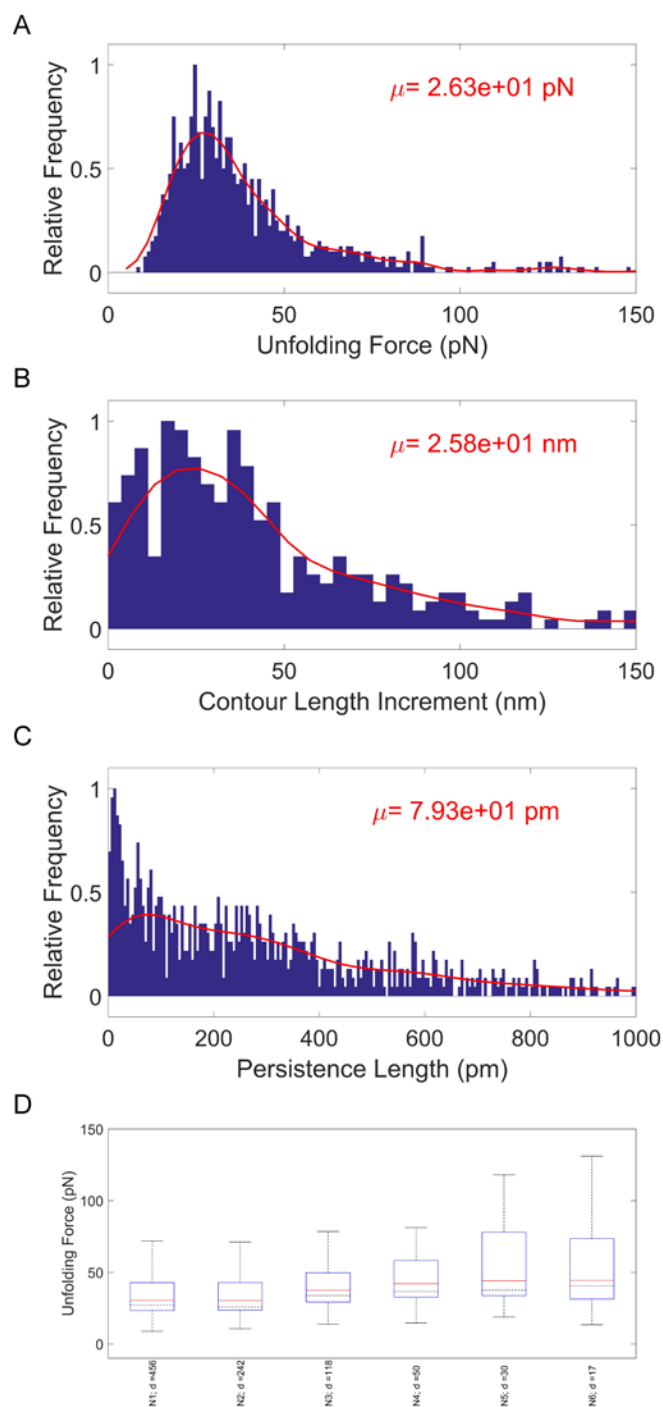 A
μ= 2.63e+01 pN
Relative Frequency
1
0.5
0
0 50 100 150
Unfolding Force (pN)
B
μ= 2.58e+01 nm
Relative Frequency
1
0.5
0
0 50 100 150
Contour Length Increment (nm)
C
μ= 7.93e+01 pm
Relative Frequency
1
0.5
0
0 200 400 600 800 1000
Persistence Length (pm)
D
Unfolding Force (pN)
150
100
50
0
N1; d =456
N2; d =242
N3; d =118
N4; d =50
N5; d =30
N6; d =17